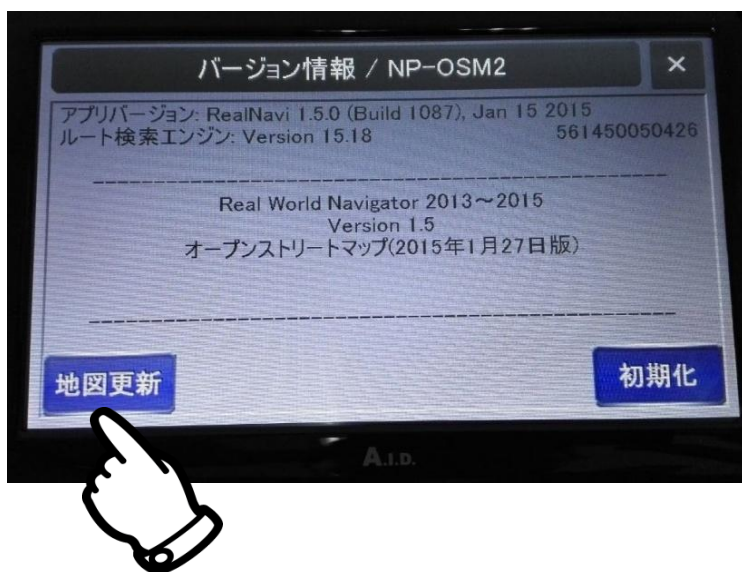 バージョン情報 / NP-OSM2
×
アプリバージョン: RealNavi 1.5.0 (Build 1087), Jan 15 2015
ルート検索エンジン: Version 15.18 561450050426
Real World Navigator 2013～2015
Version 1.5
オープンストリートマップ(2015年1月27日版)
地図更新
初期化
A.I.D.